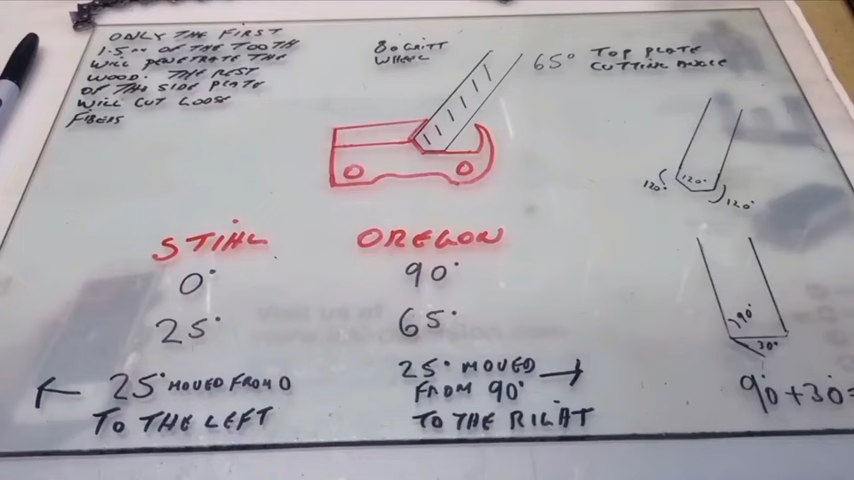 ONLY THE FIRST
1.5mm OF THE TOOTH
WILL PENETRATE THE
WOOD. THE REST
OF THE SIDE PLATE
WILL CUT LOOSE
FIBERS
80 GRITT
WHEEL
65° TOP PLATE
CUTTING ANGLE
120°
120°
120°
STIHL
0°
25°
← 25° MOVED FROM 0
TO THE LEFT
OREGON
90°
65°
25° MOVED →
FROM 90°
TO THE RIGHT
90°
30°
90+30=